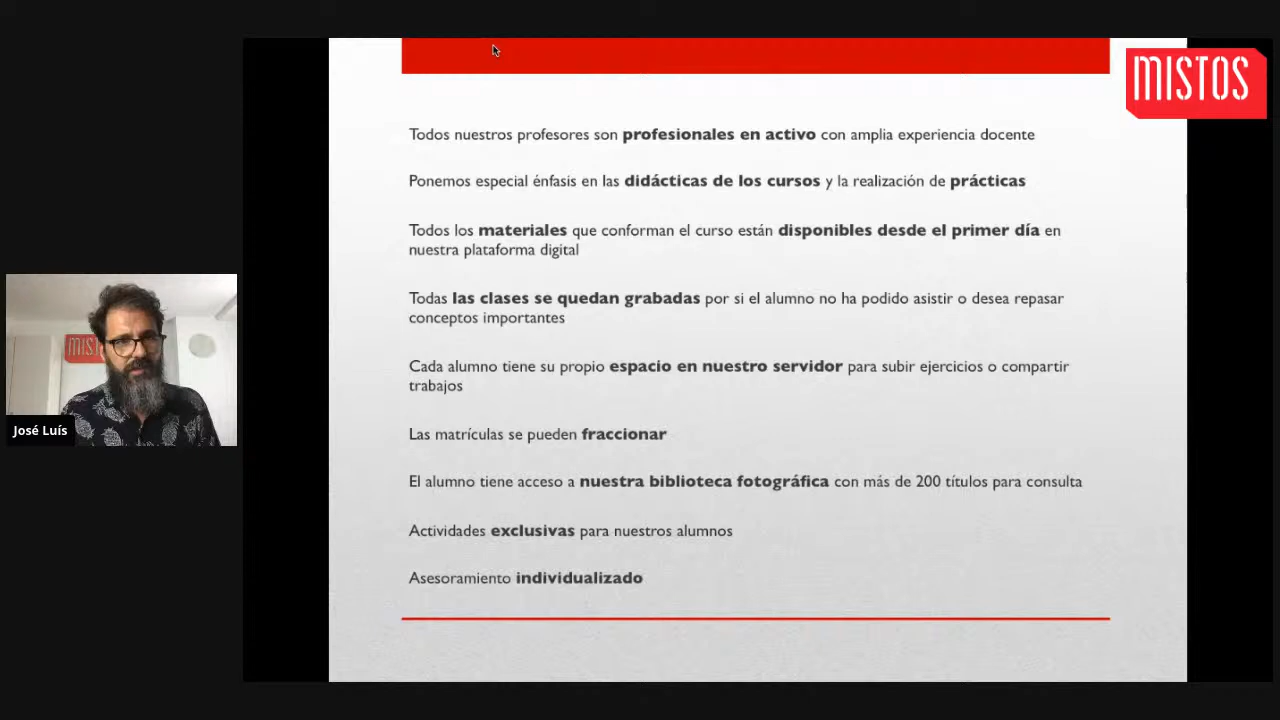 MISTOS
Todos nuestros profesores son profesionales en activo con amplia experiencia docente
Ponemos especial énfasis en las didácticas de los cursos y la realización de prácticas
Todos los materiales que conforman el curso están disponibles desde el primer día en
nuestra plataforma digital
Todas las clases se quedan grabadas por si el alumno no ha podido asistir o desea repasar
conceptos importantes
Cada alumno tiene su propio espacio en nuestro servidor para subir ejercicios o compartir
trabajos
Las matrículas se pueden fraccionar
El alumno tiene acceso a nuestra biblioteca fotográfica con más de 200 títulos para consulta
Actividades exclusivas para nuestros alumnos
Asesoramiento individualizado
MIS
José Luís